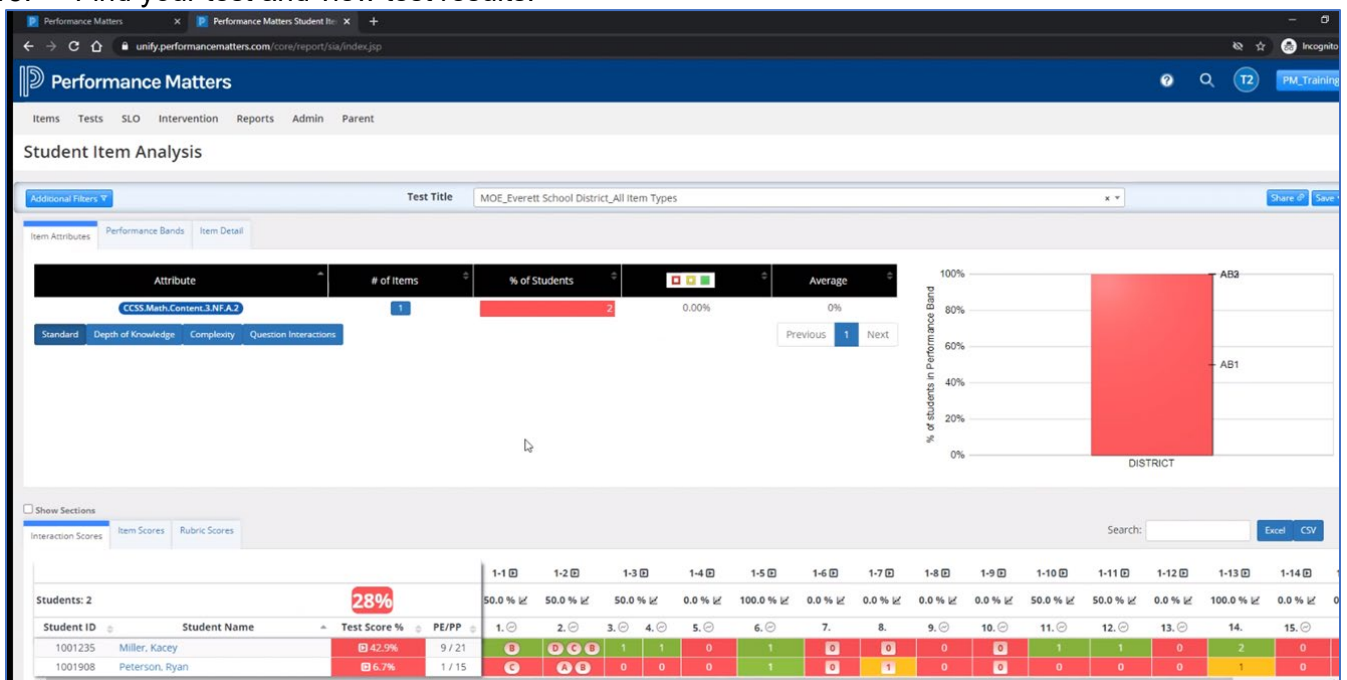 Find your test and view test results.
Performance Matters × Performance Matters Student Ite × +
unify.performancematters.com/core/report/sia/index.jsp Incognito
Performance Matters ? T2 PM_Training
Items Tests SLO Intervention Reports Admin Parent
Student Item Analysis
Additional Filters Test Title MOE_Everett School District_All Item Types × Share Save
Item Attributes Performance Bands Item Detail
Attribute # of Items % of Students Average
CCSS.Math.Content.3.NF.A.2 1 2 0.00% 0%
Standard Depth of Knowledge Complexity Question Interactions Previous 1 Next
% of students in Performance Band
100%
80%
60%
40%
20%
0%
AB1
DISTRICT
Show Sections
Interaction Scores Item Scores Rubric Scores Search: Excel CSV
1-1 1-2 1-3 1-4 1-5 1-6 1-7 1-8 1-9 1-10 1-11 1-12 1-13 1-14
Students: 2 28% 50.0 % 50.0 % 50.0 % 0.0 % 100.0 % 0.0 % 0.0 % 0.0 % 0.0 % 50.0 % 50.0 % 0.0 % 100.0 % 0.0 %
Student ID Student Name Test Score % PE/PP 1. 2. 3. 4. 5. 6. 7. 8. 9. 10. 11. 12. 13. 14. 15.
1001235 Miller, Kacey 42.9% 9 / 21 B D C B 1 1 0 1 0 0 0 0 1 1 0 2 0
1001908 Peterson, Ryan 6.7% 1 / 15 C A B 0 0 0 1 0 1 0 0 0 0 0 1 0